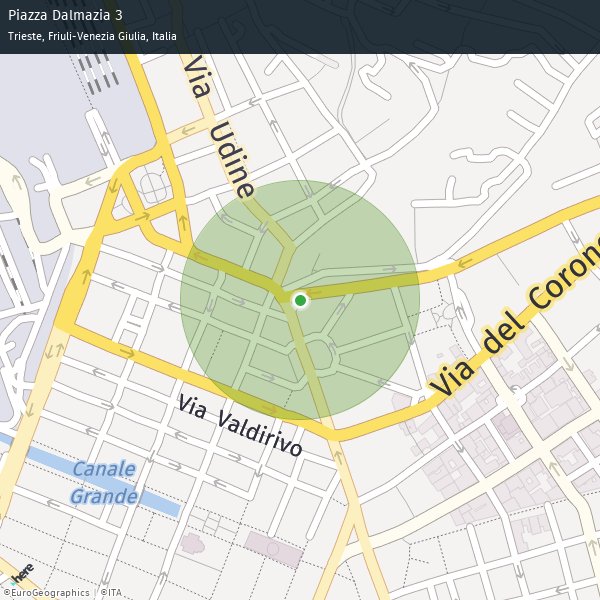 Piazza Dalmazia 3
Trieste, Friuli-Venezia Giulia, Italia
Via Udine
Via del Corone
Via Valdirivo
Canale
Grande
here
©EuroGeographics | ©ITA